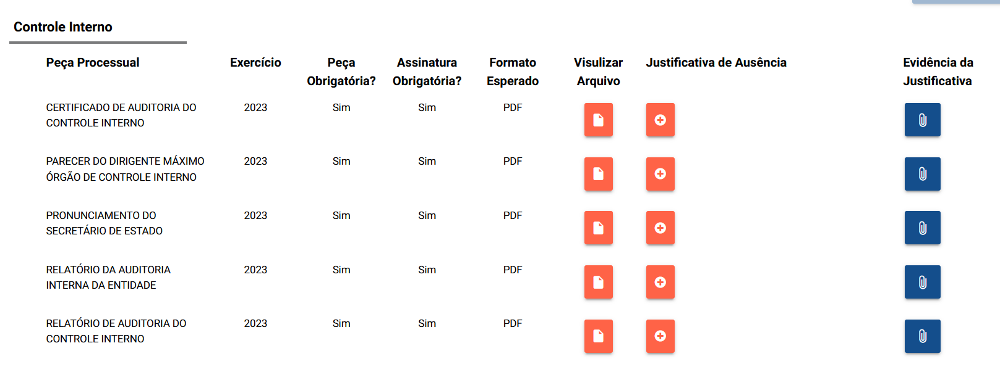 Controle Interno
Peça Processual Exercício Peça Obrigatória? Assinatura Obrigatória? Formato Esperado Visulizar Arquivo Justificativa de Ausência Evidência da Justificativa
CERTIFICADO DE AUDITORIA DO 2023 Sim Sim PDF
CONTROLE INTERNO
PARECER DO DIRIGENTE MÁXIMO 2023 Sim Sim PDF
ÓRGÃO DE CONTROLE INTERNO
PRONUNCIAMENTO DO 2023 Sim Sim PDF
SECRETÁRIO DE ESTADO
RELATÓRIO DA AUDITORIA 2023 Sim Sim PDF
INTERNA DA ENTIDADE
RELATÓRIO DE AUDITORIA DO 2023 Sim Sim PDF
CONTROLE INTERNO